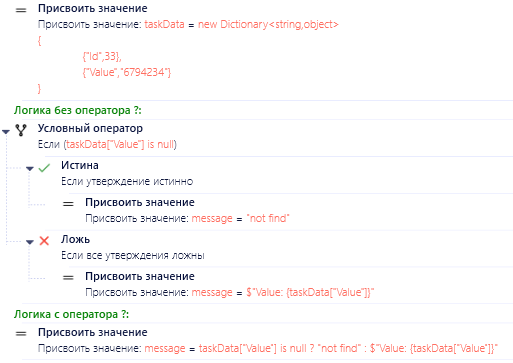 Присвоить значение
Присвоить значение: taskData = new Dictionary<string,object>
{
{"Id",33},
{"Value","6794234"}
}
Логика без оператора ?:
Условный оператор
Если (taskData["Value"] is null)
Истина
Если утверждение истинно
Присвоить значение
Присвоить значение: message = "not find"
Ложь
Если все утверждения ложны
Присвоить значение
Присвоить значение: message = $"Value: {taskData["Value"]}"
Логика с оператора ?:
Присвоить значение
Присвоить значение: message = taskData["Value"] is null ? "not find" : $"Value: {taskData["Value"]}"